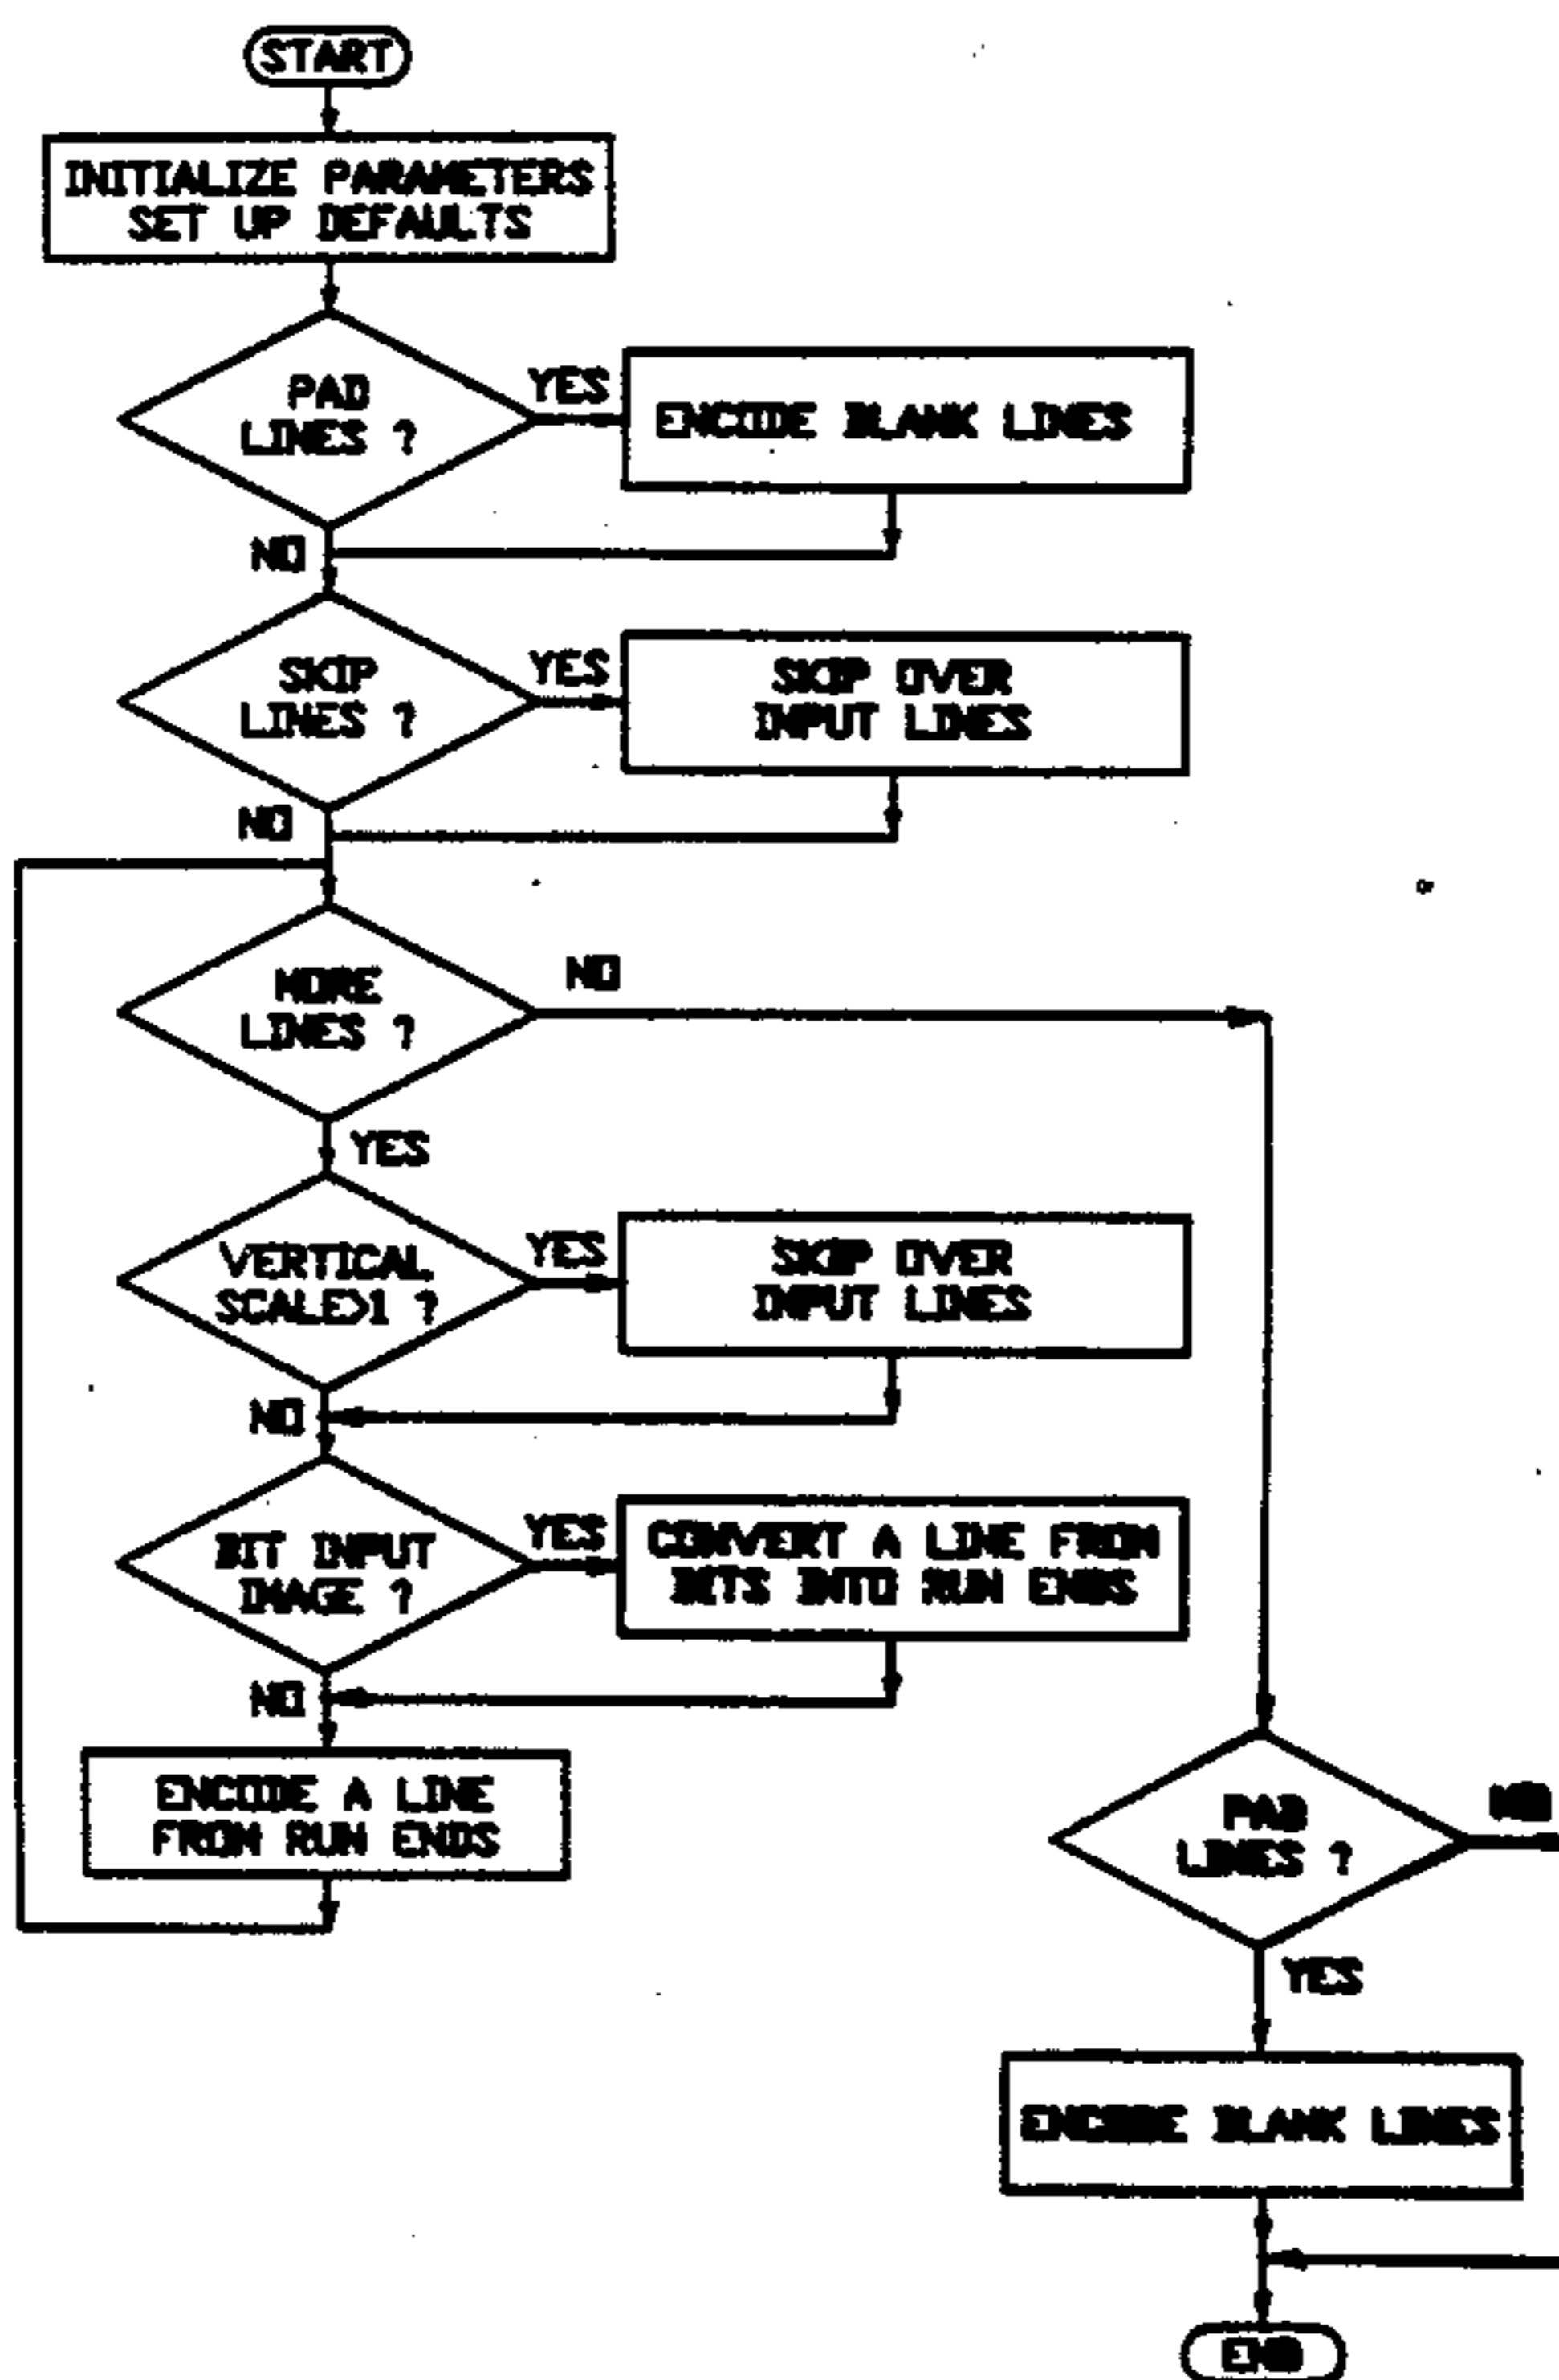 START
INITIALIZE PARAMETERS
SET UP DEFAULTS
PAD
LINES ?
YES
ENCODE BLANK LINES
NO
SKIP
LINES ?
YES
SKIP OVER
INPUT LINES
NO
MORE
LINES ?
NO
YES
VERTICAL
SCALE>1 ?
YES
SKIP OVER
INPUT LINES
NO
BIT INPUT
IMAGE ?
YES
CONVERT A LINE FROM
BITS INTO RUN ENDS
NO
ENCODE A LINE
FROM RUN ENDS
PAD
LINES ?
NO
YES
ENCODE BLANK LINES
END